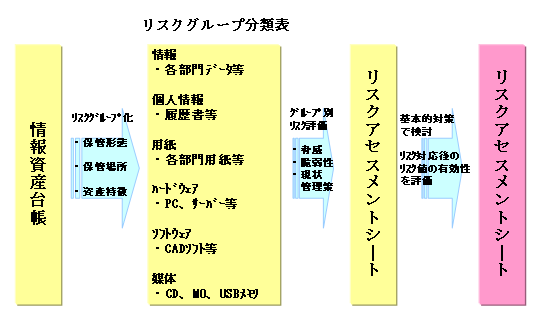 リスクグループ分類表
情報資産台帳
ﾘｽｸｸﾞﾙｰﾌﾟ化
・保管形態
・保管場所
・資産特徴
情報
・各部門ﾃﾞｰﾀ等
個人情報
・履歴書等
用紙
・各部門用紙等
ﾊｰﾄﾞｳｪｱ
・PC、ｻｰﾊﾞｰ等
ｿﾌﾄｳｪｱ
・CADｿﾌﾄ等
媒体
・CD、MO、USBﾒﾓﾘ
ｸﾞﾙｰﾌﾟ別
ﾘｽｸ評価
・脅威
・脆弱性
・現状
管理策
リスクアセスメントシート
基本的対策
で検討
ﾘｽｸ対応後の
ﾘｽｸ値の有効性
を評価
リスクアセスメントシート